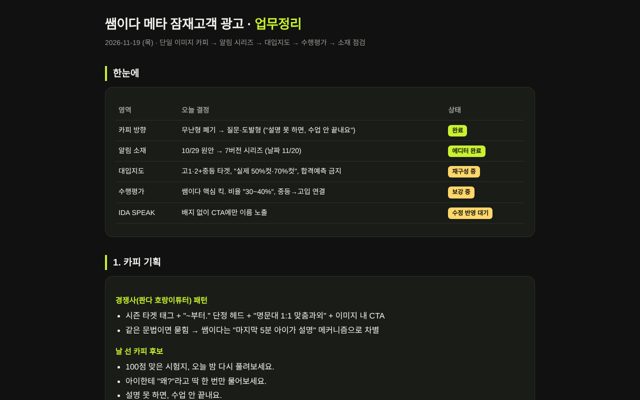 쌤이다 메타 잠재고객 광고 · 업무정리
2026-11-19 (목) · 단일 이미지 카피 → 알림 시리즈 → 대입지도 → 수행평가 → 소재 점검
한눈에
영역 오늘 결정 상태
카피 방향 무난형 폐기 → 질문·도발형 ("설명 못 하면, 수업 안 끝내요") 완료
알림 소재 10/29 원안 → 7버전 시리즈 (날짜 11/20) 에디터 완료
대입지도 고1·2+중등 타겟, "실제 50%컷·70%컷", 합격예측 금지 재구성 중
수행평가 쌤이다 핵심 킥. 비율 "30~40%", 중등→고입 연결 보강 중
IDA SPEAK 배지 없이 CTA에만 이름 노출 수정 반영 대기
1. 카피 기획
경쟁사(콴다 호랑이튜터) 패턴
• 시즌 타겟 태그 + "~부터." 단정 헤드 + "명문대 1:1 맞춤과외" + 이미지 내 CTA
• 같은 문법이면 묻힘 → 쌤이다는 "마지막 5분 아이가 설명" 메커니즘으로 차별
날 선 카피 후보
• 100점 맞은 시험지, 오늘 밤 다시 풀려보세요.
• 아이한테 "왜?"라고 딱 한 번만 물어보세요.
• 설명 못 하면, 수업 안 끝내요.